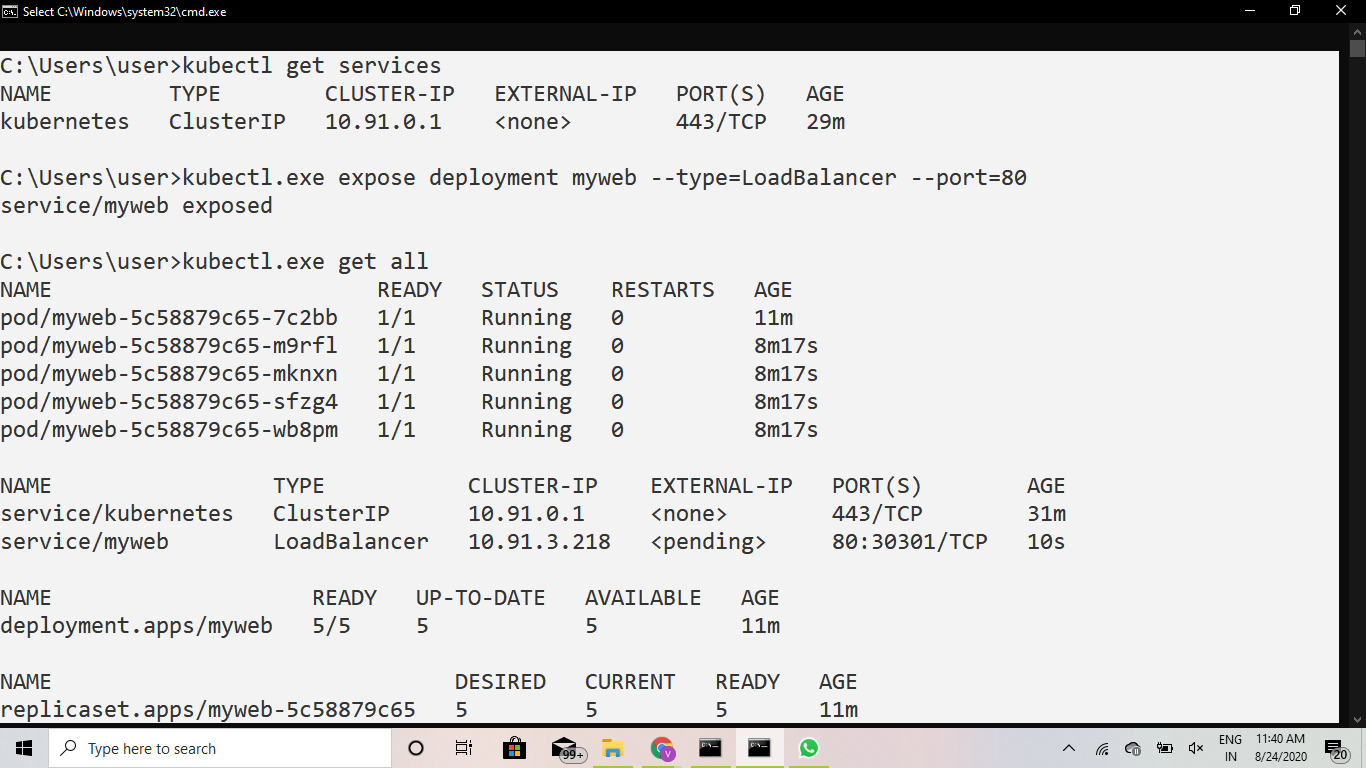 Select C:\Windows\system32\cmd.exe
C:\Users\user>kubectl get services
NAME TYPE CLUSTER-IP EXTERNAL-IP PORT(S) AGE
kubernetes ClusterIP 10.91.0.1 <none> 443/TCP 29m
C:\Users\user>kubectl.exe expose deployment myweb --type=LoadBalancer --port=80
service/myweb exposed
C:\Users\user>kubectl.exe get all
NAME READY STATUS RESTARTS AGE
pod/myweb-5c58879c65-7c2bb 1/1 Running 0 11m
pod/myweb-5c58879c65-m9rfl 1/1 Running 0 8m17s
pod/myweb-5c58879c65-mknxn 1/1 Running 0 8m17s
pod/myweb-5c58879c65-sfzg4 1/1 Running 0 8m17s
pod/myweb-5c58879c65-wb8pm 1/1 Running 0 8m17s
NAME TYPE CLUSTER-IP EXTERNAL-IP PORT(S) AGE
service/kubernetes ClusterIP 10.91.0.1 <none> 443/TCP 31m
service/myweb LoadBalancer 10.91.3.218 <pending> 80:30301/TCP 10s
NAME READY UP-TO-DATE AVAILABLE AGE
deployment.apps/myweb 5/5 5 5 11m
NAME DESIRED CURRENT READY AGE
replicaset.apps/myweb-5c58879c65 5 5 5 11m
Type here to search
99+
V
ENG
IN
11:40 AM
8/24/2020
20